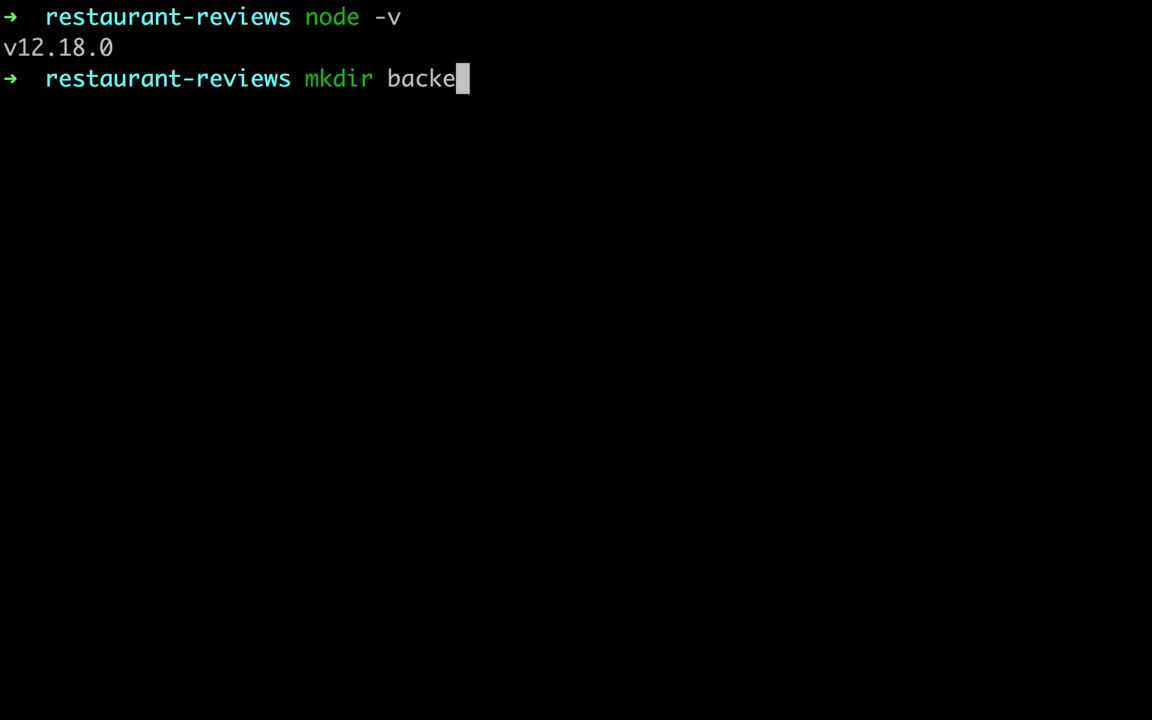 ➜  restaurant-reviews node -v
v12.18.0
➜  restaurant-reviews mkdir backe